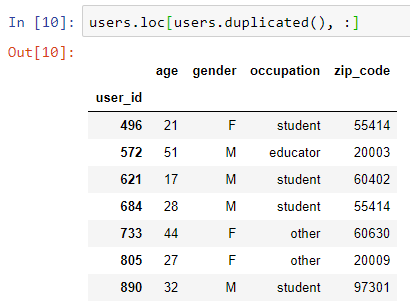 In [10]: users.loc[users.duplicated(), :]
Out[10]:
age gender occupation zip_code
user_id
496 21 F student 55414
572 51 M educator 20003
621 17 M student 60402
684 28 M student 55414
733 44 F other 60630
805 27 F other 20009
890 32 M student 97301